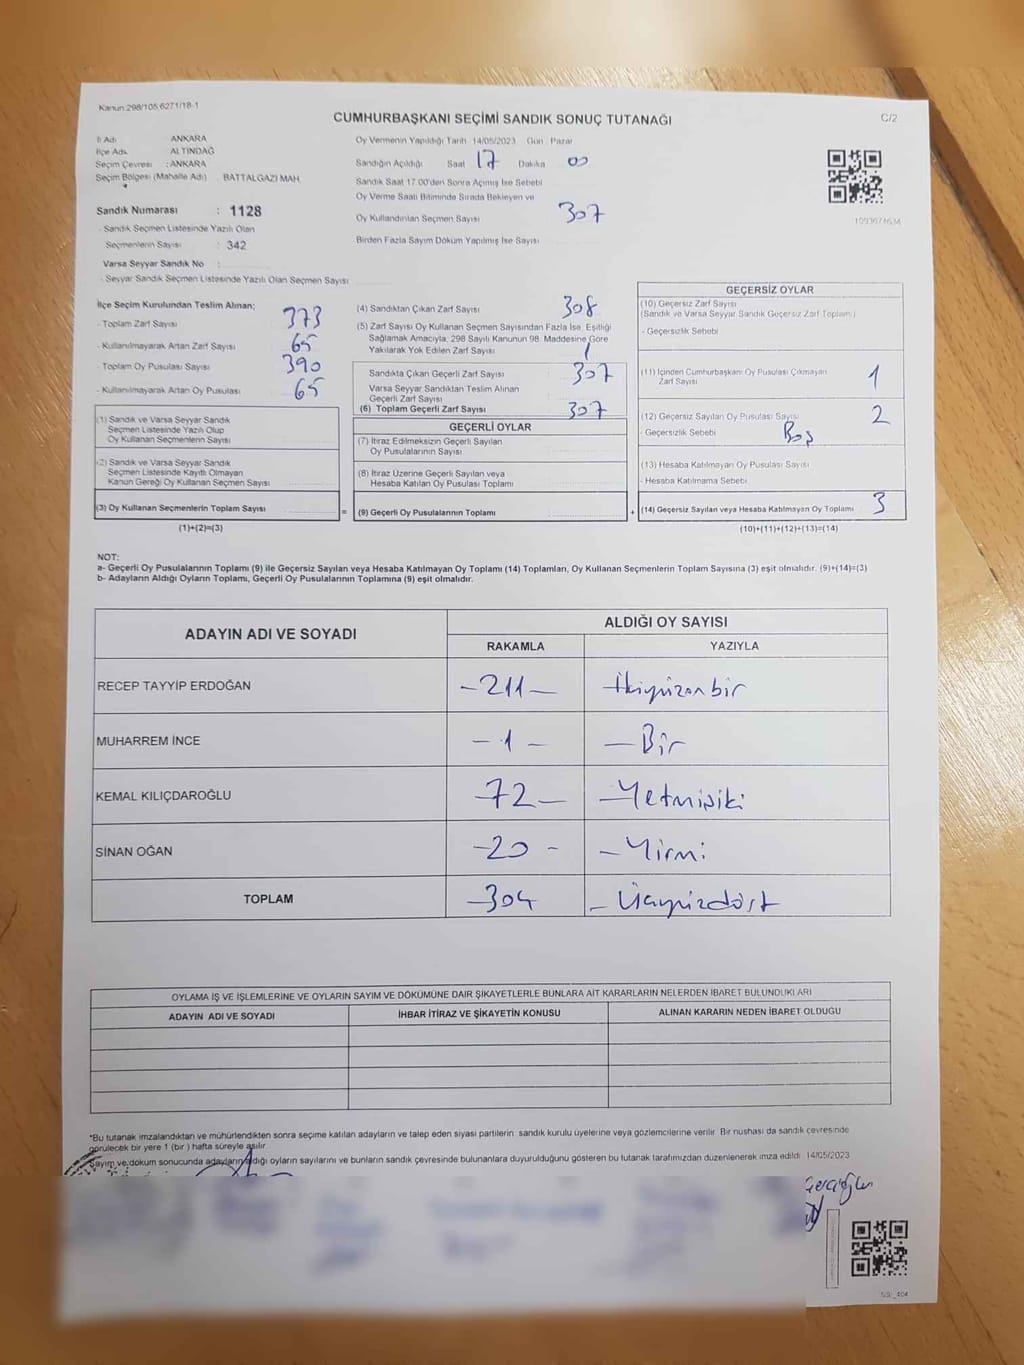 Kanun 298/105,6271/18-1
CUMHURBAŞKANI SEÇİMİ SANDIK SONUÇ TUTANAĞI
C/2
İl Adı ANKARA
İlçe Adı ALTINDAĞ
Seçim Çevresi : ANKARA
Seçim Bölgesi (Mahalle Adı) . BATTALGAZI MAH
Sandık Numarası : 1128
- Sandık Seçmen Listesinde Yazılı Olan
Seçmenlerin Sayısı : 342
Varsa Seyyar Sandık No :
- Seyyar Sandık Seçmen Listesinde Yazılı Olan Seçmen Sayısı
Oy Vermenin Yapıldığı Tarih 14/05/2023 Gün : Pazar
Sandığın Açıldığı Saat 17 Dakika 00
Sandık Saat 17:00'den Sonra Açılmış İse Sebebi
Oy Verme Saati Bitiminde Sırada Bekleyen ve
Oy Kullandırılan Seçmen Sayısı 307
Birden Fazla Sayım Döküm Yapılmış İse Sayısı
İlçe Seçim Kurulundan Teslim Alınan;
- Toplam Zarf Sayısı 373
- Kullanılmayarak Artan Zarf Sayısı 65
- Toplam Oy Pusulası Sayısı 390
- Kullanılmayarak Artan Oy Pusulası 65
(1) Sandık ve Varsa Seyyar Sandık
Seçmen Listesinde Yazılı Olup
Oy Kullanan Seçmenlerin Sayısı
(2) Sandık ve Varsa Seyyar Sandık
Seçmen Listesinde Kayıtlı Olmayan
Kanun Gereği Oy Kullanan Seçmen Sayısı
(3) Oy Kullanan Seçmenlerin Toplam Sayısı
(1)+(2)=(3)
=
(4) Sandıktan Çıkan Zarf Sayısı 308
(5) Zarf Sayısı Oy Kullanan Seçmen Sayısından Fazla İse, Eşitliği
Sağlamak Amacıyla, 298 Sayılı Kanunun 98. Maddesine Göre
Yakılarak Yok Edilen Zarf Sayısı 1
Sandıkta Çıkan Geçerli Zarf Sayısı 307
Varsa Seyyar Sandıktan Teslim Alınan
Geçerli Zarf Sayısı
(6) Toplam Geçerli Zarf Sayısı 307
GEÇERLİ OYLAR
(7) İtiraz Edilmeksizin Geçerli Sayılan
Oy Pusulalarının Sayısı
(8) İtiraz Üzerine Geçerli Sayılan veya
Hesaba Katılan Oy Pusulası Toplamı
(9) Geçerli Oy Pusulalarının Toplamı
+
GEÇERSİZ OYLAR
(10) Geçersiz Zarf Sayısı
(Sandık ve Varsa Seyyar Sandık Geçersiz Zarf Toplamı)
- Geçersizlik Sebebi
(11) İçinden Cumhurbaşkanı Oy Pusulası Çıkmayan
Zarf Sayısı 1
(12) Geçersiz Sayılan Oy Pusulası Sayısı 2
- Geçersizlik Sebebi Boş
(13) Hesaba Katılmayan Oy Pusulası Sayısı
- Hesaba Katılmama Sebebi
(14) Geçersiz Sayılan veya Hesaba Katılmayan Oy Toplamı 3
(10)+(11)+(12)+(13)=(14)
NOT:
a- Geçerli Oy Pusulalarının Toplamı (9) ile Geçersiz Sayılan veya Hesaba Katılmayan Oy Toplamı (14) Toplamları, Oy Kullanan Seçmenlerin Toplam Sayısına (3) eşit olmalıdır. (9)+(14)=(3)
b- Adayların Aldığı Oyların Toplamı, Geçerli Oy Pusulalarının Toplamına (9) eşit olmalıdır.
ADAYIN ADI VE SOYADI
ALDIĞI OY SAYISI
RAKAMLA YAZIYLA
RECEP TAYYİP ERDOĞAN -211- İkiyüzonbir
MUHARREM İNCE -1- -Bir
KEMAL KILIÇDAROĞLU -72- -Yetmişiki
SİNAN OĞAN -20- -Yirmi
TOPLAM -304 - Üçyüzdört
OYLAMA İŞ VE İŞLEMLERİNE VE OYLARIN SAYIM VE DÖKÜMÜNE DAİR ŞİKAYETLERLE BUNLARA AİT KARARLARIN NELERDEN İBARET BULUNDUKLARI
ADAYIN ADI VE SOYADI İHBAR İTİRAZ VE ŞİKAYETİN KONUSU ALINAN KARARIN NEDEN İBARET OLDUĞU
*Bu tutanak imzalandıktan ve mühürlendikten sonra seçime katılan adayların ve talep eden siyasi partilerin sandık kurulu üyelerine veya gözlemcilerine verilir. Bir nushası da sandık çevresinde
görülecek bir yere 1 (bir) hafta süreyle asılır.
Sayım ve döküm sonucunda adayların aldığı oyların sayılarını ve bunların sandık çevresinde bulunanlara duyurulduğunu gösteren bu tutanak tarafımızdan düzenlenerek imza edildi 14/05/2023